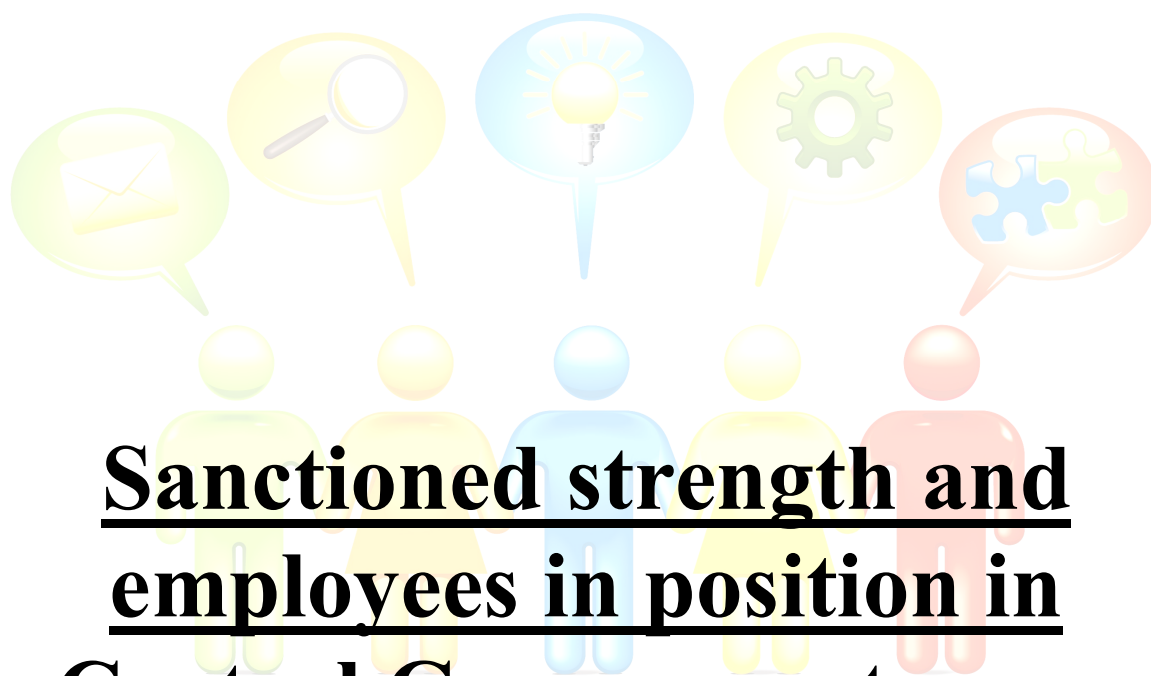 Sanctioned strength and
employees in position in